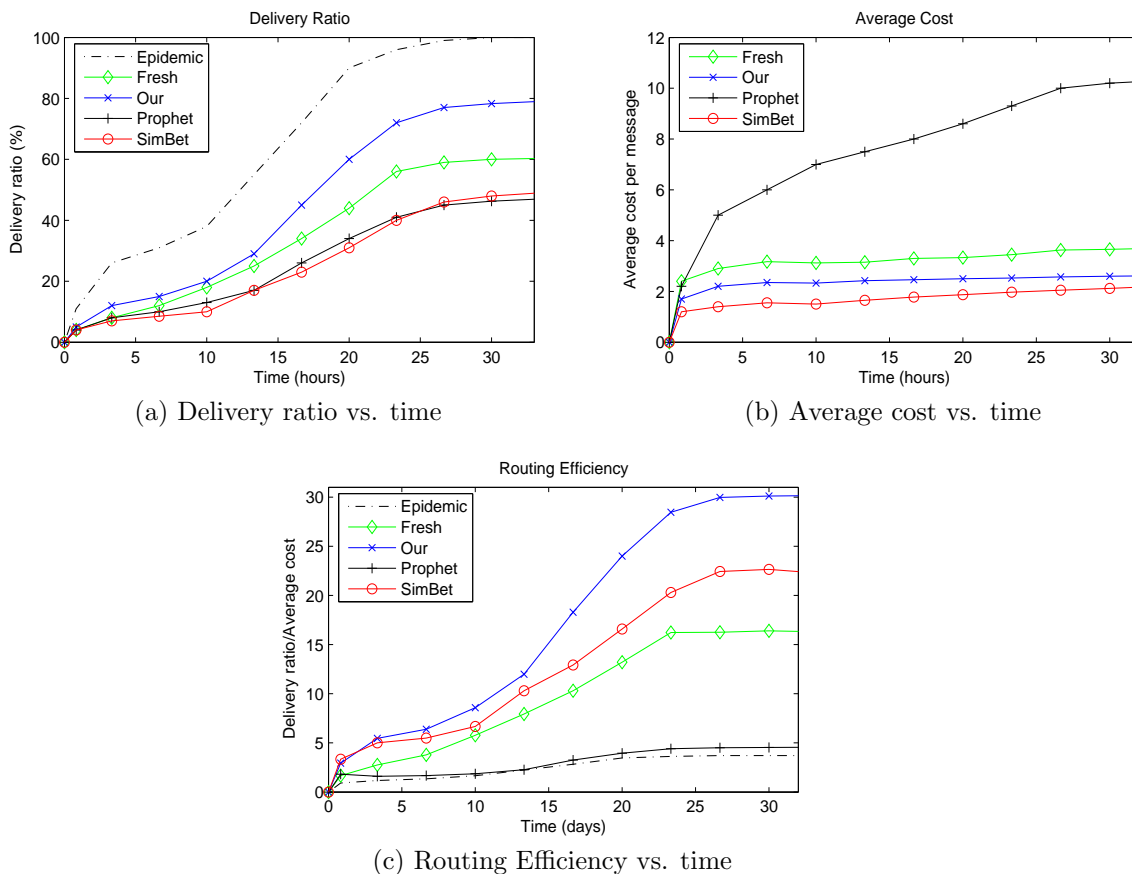 Delivery Ratio
100
80
60
40
20
0
Delivery ratio (%)
Epidemic
Fresh
Our
Prophet
SimBet
0 5 10 15 20 25 30
Time (hours)
(a) Delivery ratio vs. time
Average Cost
12
10
8
6
4
2
0
Average cost per message
Fresh
Our
Prophet
SimBet
0 5 10 15 20 25 30
Time (hours)
(b) Average cost vs. time
Routing Efficiency
30
25
20
15
10
5
0
Delivery ratio/Average cost
Epidemic
Fresh
Our
Prophet
SimBet
0 5 10 15 20 25 30
Time (days)
(c) Routing Efficiency vs. time